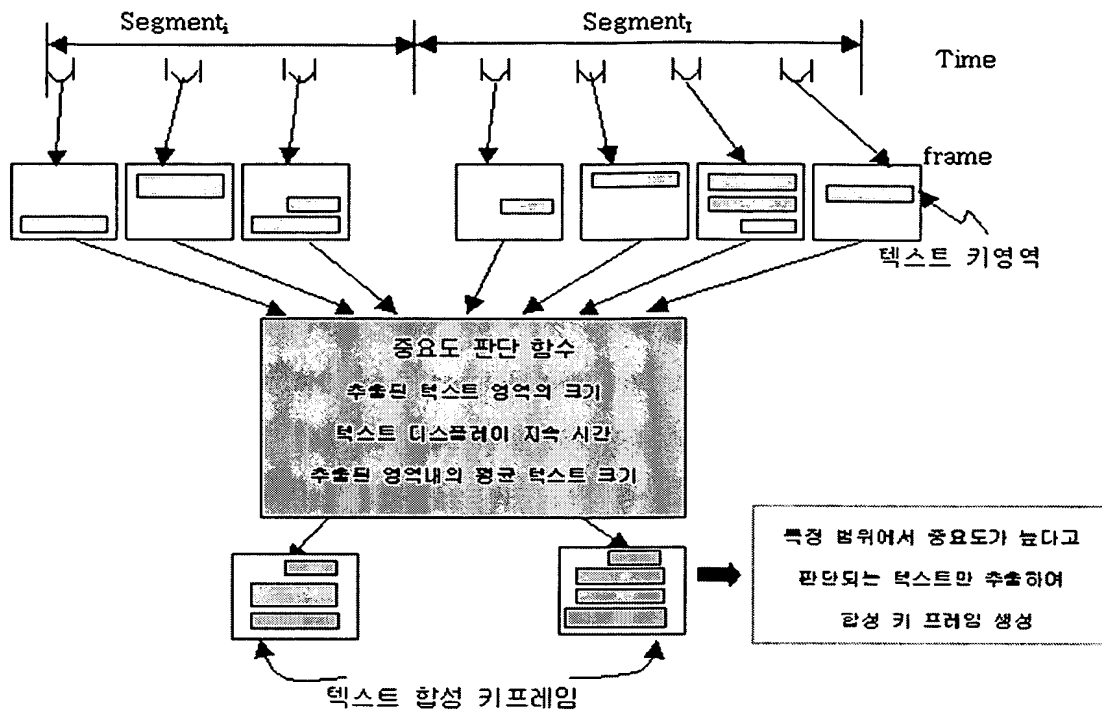 Segmentᵢ
Segment_I
Time
frame
텍스트 키영역
중요도 판단 함수
추출된 텍스트 영역의 크기
텍스트 디스플레이 지속 시간
추출된 영역내의 평균 텍스트 크기
특정 범위에서 중요도가 높다고
판단되는 텍스트만 추출하여
합성 키 프레임 생성
텍스트 합성 키프레임